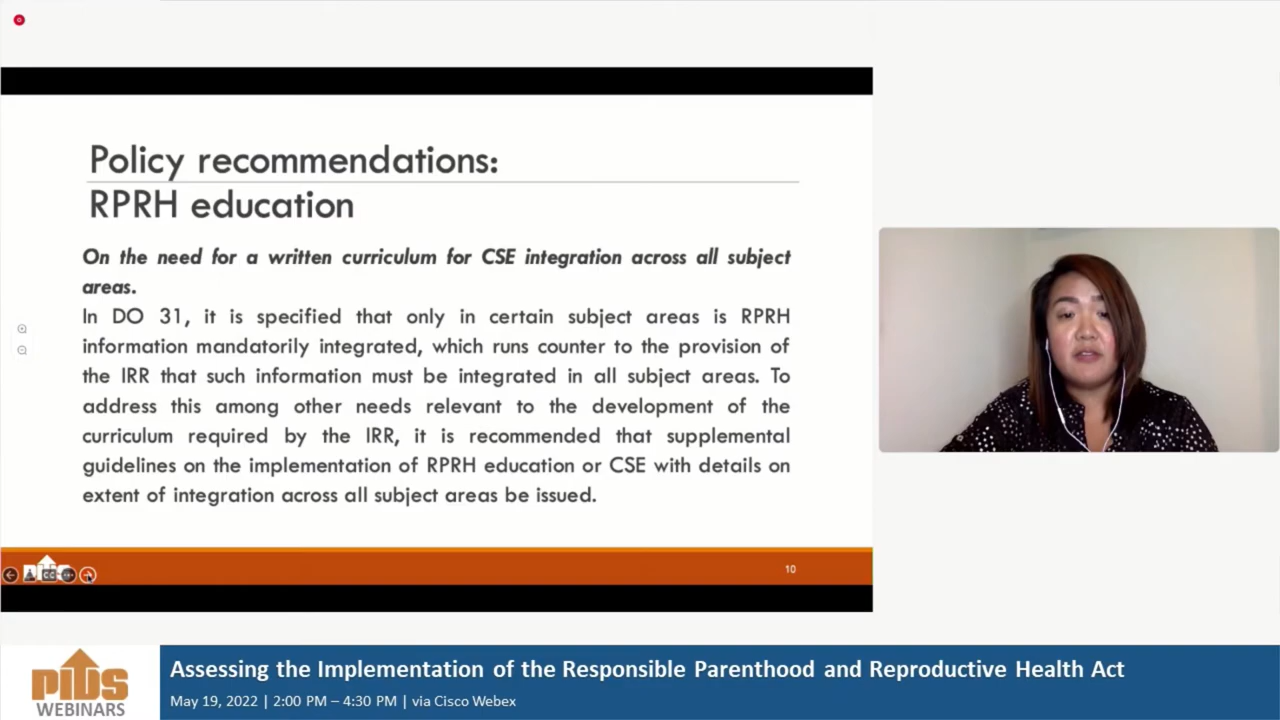 Policy recommendations:
RPRH education
On the need for a written curriculum for CSE integration across all subject
areas.
In DO 31, it is specified that only in certain subject areas is RPRH
information mandatorily integrated, which runs counter to the provision of
the IRR that such information must be integrated in all subject areas. To
address this among other needs relevant to the development of the
curriculum required by the IRR, it is recommended that supplemental
guidelines on the implementation of RPRH education or CSE with details on
extent of integration across all subject areas be issued.
CC
10
PIDS
WEBINARS
Assessing the Implementation of the Responsible Parenthood and Reproductive Health Act
May 19, 2022 | 2:00 PM – 4:30 PM | via Cisco Webex